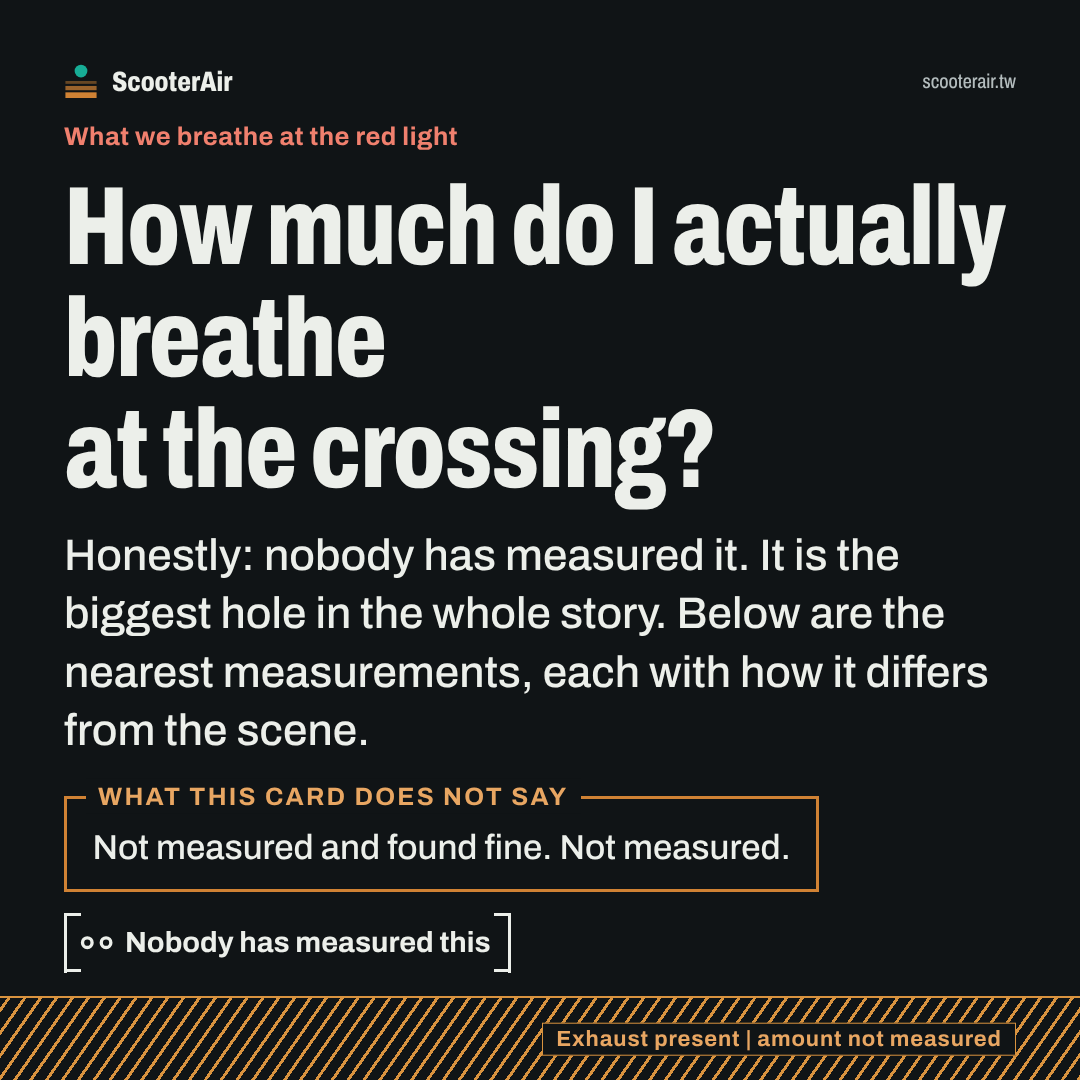 ScooterAir
scooterair.tw
What we breathe at the red light
How much do I actually
breathe
at the crossing?
Honestly: nobody has measured it. It is the
biggest hole in the whole story. Below are the
nearest measurements, each with how it differs
from the scene.
WHAT THIS CARD DOES NOT SAY
Not measured and found fine. Not measured.
Nobody has measured this
Exhaust present | amount not measured